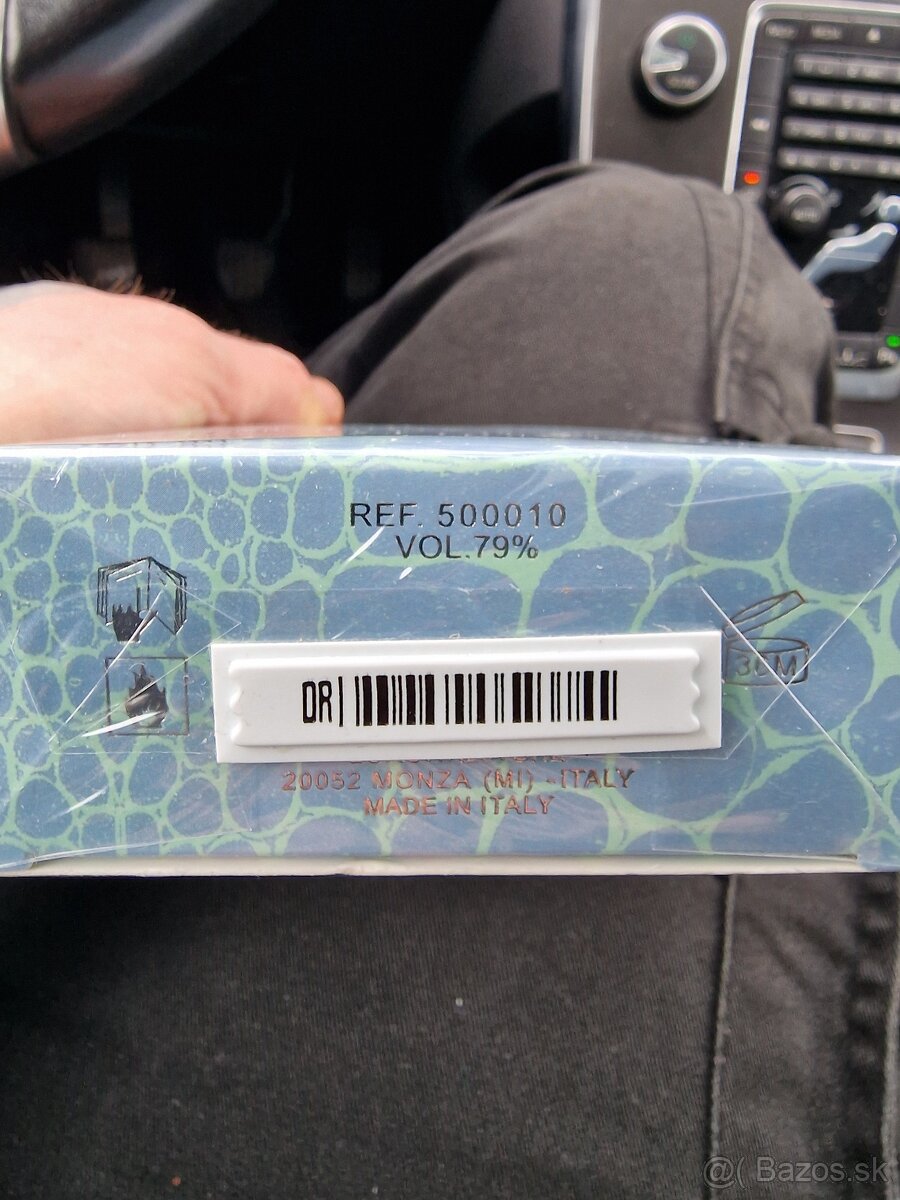 REF. 500010
VOL.79%
30M
DR
20052 MONZA (MI) - ITALY
MADE IN ITALY
@( Bazos.sk